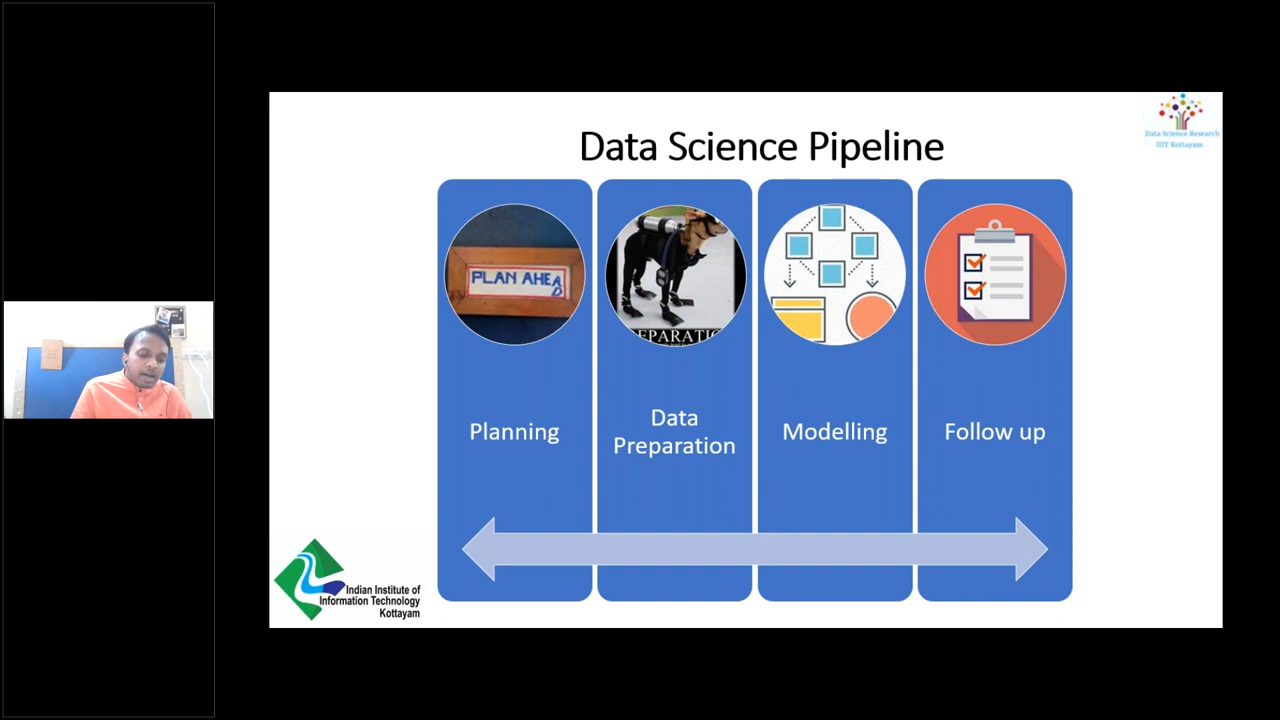 Data Science Pipeline
Data Science Research
IIIT Kottayam
PLAN AHEAD
EPARATIO
Planning
Data
Preparation
Modelling
Follow up
Indian Institute of
Information Technology
Kottayam